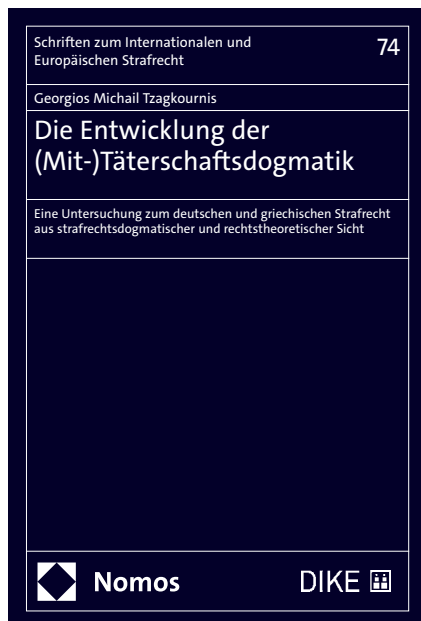 Schriften zum Internationalen und
Europäischen Strafrecht
74
Georgios Michail Tzagkournis
Die Entwicklung der
(Mit-)Täterschaftsdogmatik
Eine Untersuchung zum deutschen und griechischen Strafrecht
aus strafrechtsdogmatischer und rechtstheoretischer Sicht
Nomos
DIKE